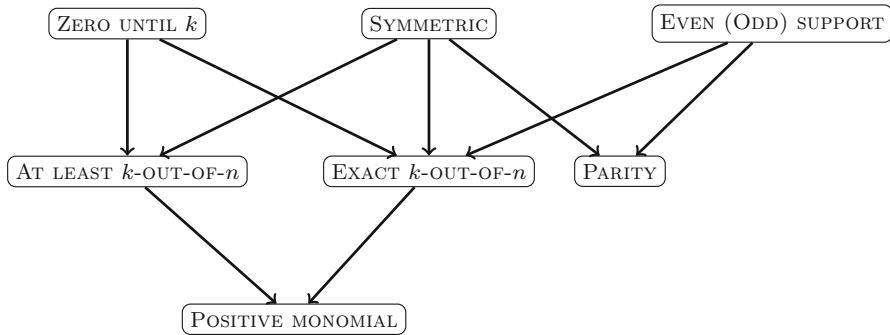 ZERO UNTIL k
SYMMETRIC
EVEN (ODD) SUPPORT
AT LEAST k-OUT-OF-n
EXACT k-OUT-OF-n
PARITY
POSITIVE MONOMIAL